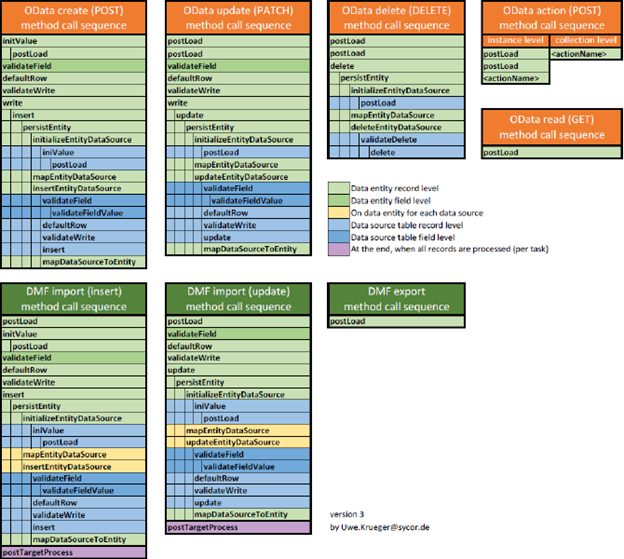 OData create (POST)
method call sequence
initValue
postLoad
validateField
defaultRow
validateWrite
write
insert
persistEntity
initializeEntityDataSource
iniValue
postLoad
mapEntityDataSource
insertEntityDataSource
validateField
validateFieldValue
defaultRow
validateWrite
insert
mapDataSourceToEntity
OData update (PATCH)
method call sequence
postLoad
postLoad
validateField
defaultRow
validateWrite
write
update
persistEntity
initializeEntityDataSource
postLoad
mapEntityDataSource
updateEntityDataSource
validateField
validateFieldValue
defaultRow
validateWrite
update
mapDataSourceToEntity
OData delete (DELETE)
method call sequence
postLoad
postLoad
delete
persistEntity
initializeEntityDataSource
postLoad
mapEntityDataSource
deleteEntityDataSource
validateDelete
delete
OData action (POST)
method call sequence
instance level collection level
postLoad <actionName>
postLoad
<actionName>
OData read (GET)
method call sequence
postLoad
Data entity record level
Data entity field level
On data entity for each data source
Data source table record level
Data source table field level
At the end, when all records are processed (per task)
DMF import (insert)
method call sequence
postLoad
initValue
postLoad
validateField
defaultRow
validateWrite
insert
persistEntity
initializeEntityDataSource
iniValue
postLoad
mapEntityDataSource
insertEntityDataSource
validateField
validateFieldValue
defaultRow
validateWrite
insert
mapDataSourceToEntity
postTargetProcess
DMF import (update)
method call sequence
postLoad
validateField
defaultRow
validateWrite
update
persistEntity
initializeEntityDataSource
iniValue
postLoad
mapEntityDataSource
updateEntityDataSource
validateField
validateFieldValue
defaultRow
validateWrite
update
mapDataSourceToEntity
postTargetProcess
DMF export
method call sequence
postLoad
version 3
by Uwe.Krueger@sycor.de